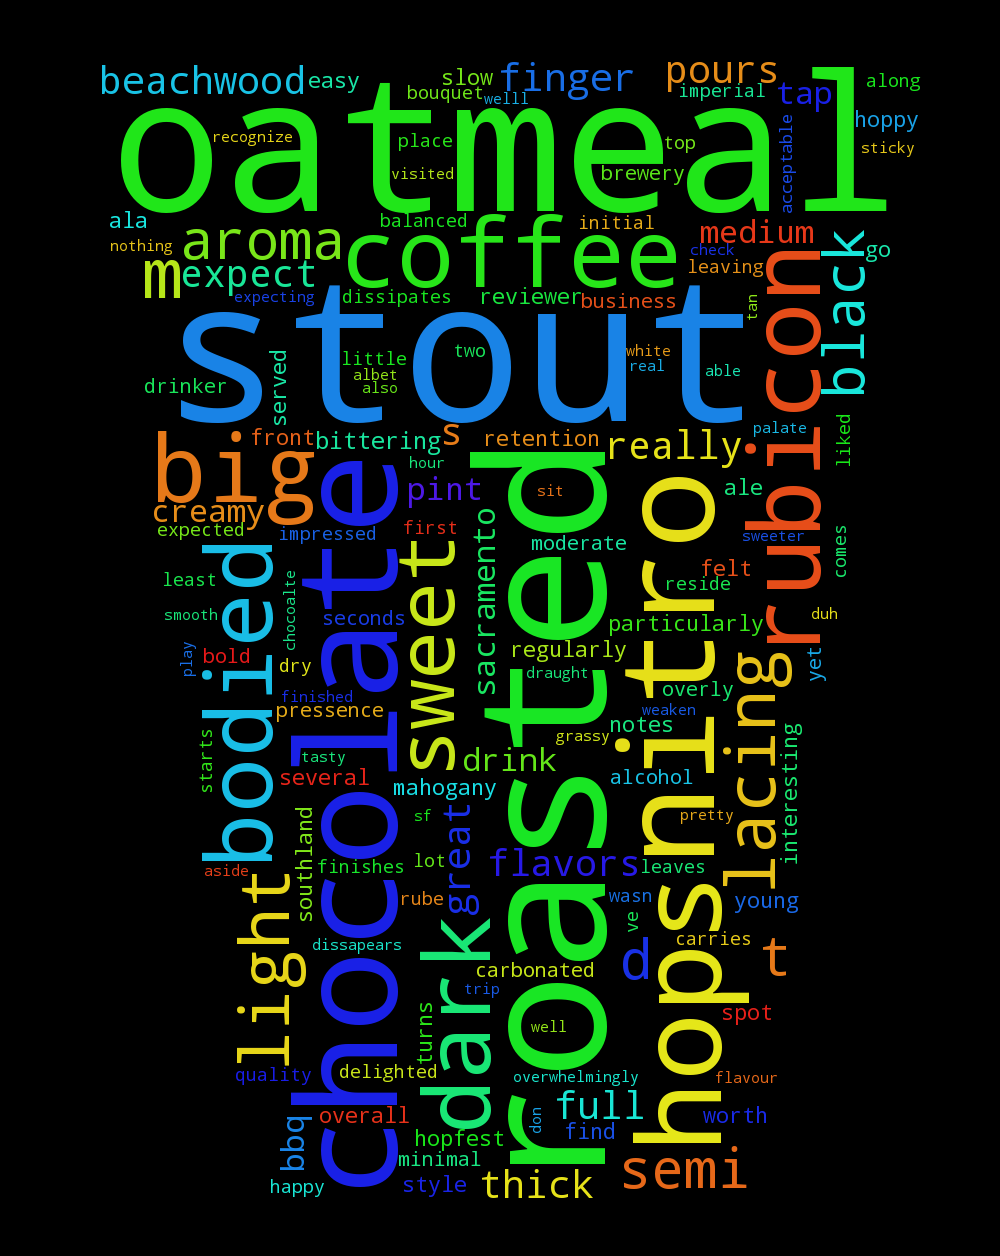 beachwood
easy
slow
finger
pours
bouquet
welll
imperial
tap
along
oatmeal
recognize
place
visited
top
brewery
acceptable
hoppy
sticky
ala
nothing
aroma
balanced
coffee
initial
medium
check
leaving
black
go
m
expect
expecting
dissipates
reviewer
business
tan
rubicon
stout
served
drinker
little
albet
also
two
white
real
able
palate
liked
big
front
bittering
s
retention
really
hour
pint
sit
ale
creamy
expected
impressed
first
chocolate
sweet
sacramento
roasted
moderate
nitro
sweeter
comes
bodied
least
smooth
chocoalte
seconds
felt
reside
duh
particularly
play
bold
dry
regularly
draught
overly
yet
lacing
finished
pressence
weaken
notes
grassy
starts
tasty
several
drink
mahogany
alcohol
interesting
southland
sf
great
pretty
aside
finishes
lot
flavors
leaves
light
rube
wasn
young
ve
hops
dissapears
dark
carbonated
d
carries
t
trip
turns
well
spot
quality
delighted
overwhelmingly
flavour
bbq
overall
don
full
find
worth
hopfest
minimal
happy
style
thick
semi